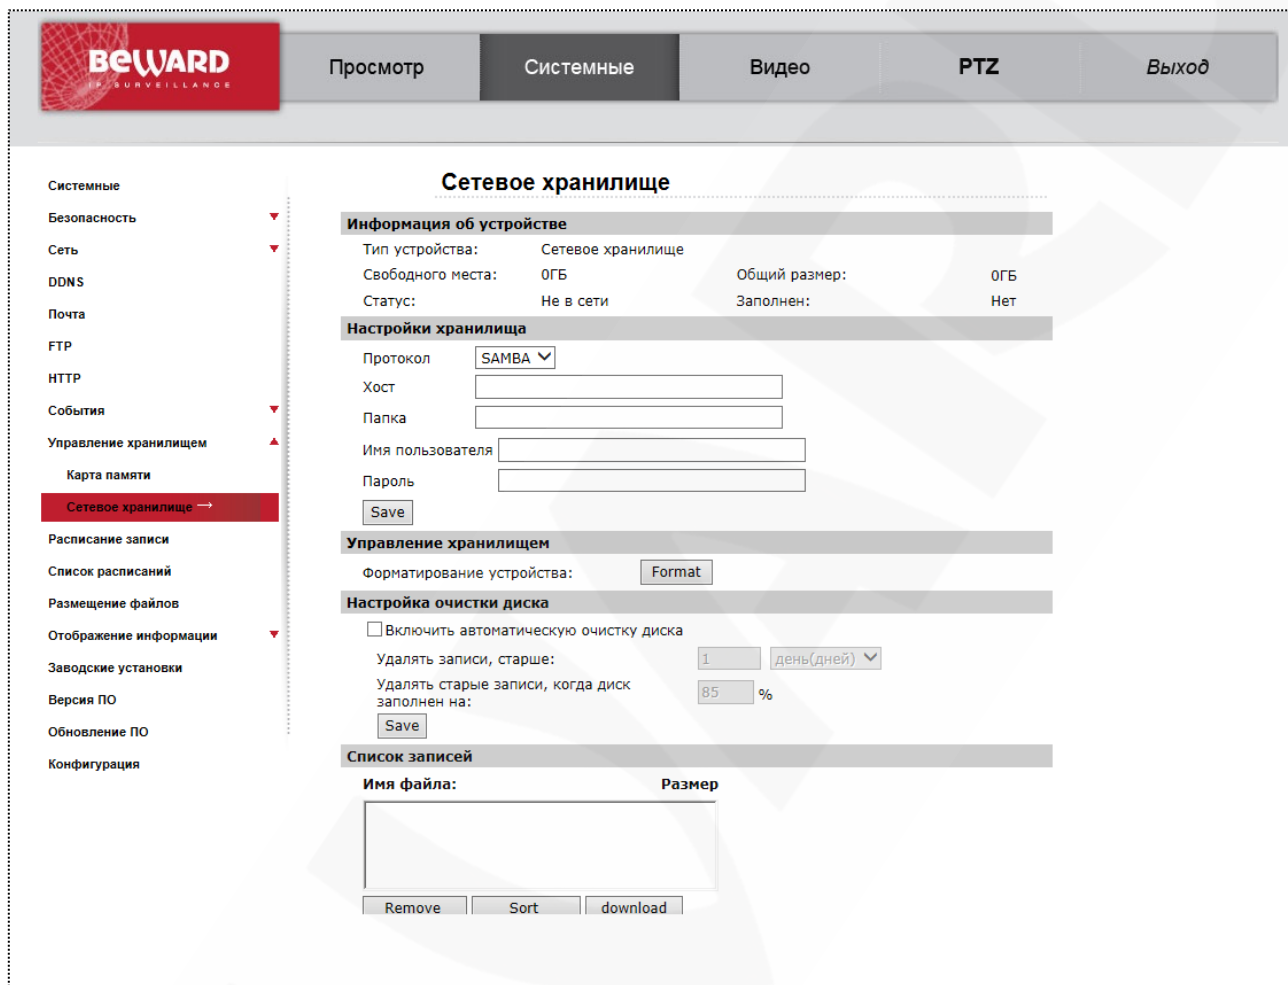 BEWARD
IP SURVEILLANCE
Просмотр Системные Видео PTZ Выход
Системные
Безопасность
Сеть
DDNS
Почта
FTP
HTTP
События
Управление хранилищем
Карта памяти
Сетевое хранилище →
Расписание записи
Список расписаний
Размещение файлов
Отображение информации
Заводские установки
Версия ПО
Обновление ПО
Конфигурация
Сетевое хранилище
Информация об устройстве
Тип устройства: Сетевое хранилище
Свободного места: 0ГБ Общий размер: 0ГБ
Статус: Не в сети Заполнен: Нет
Настройки хранилища
Протокол SAMBA
Хост
Папка
Имя пользователя
Пароль
Save
Управление хранилищем
Форматирование устройства: Format
Настройка очистки диска
Включить автоматическую очистку диска
Удалять записи, старше: 1 день(дней)
Удалять старые записи, когда диск
заполнен на: 85 %
Save
Список записей
Имя файла: Размер
Remove Sort download